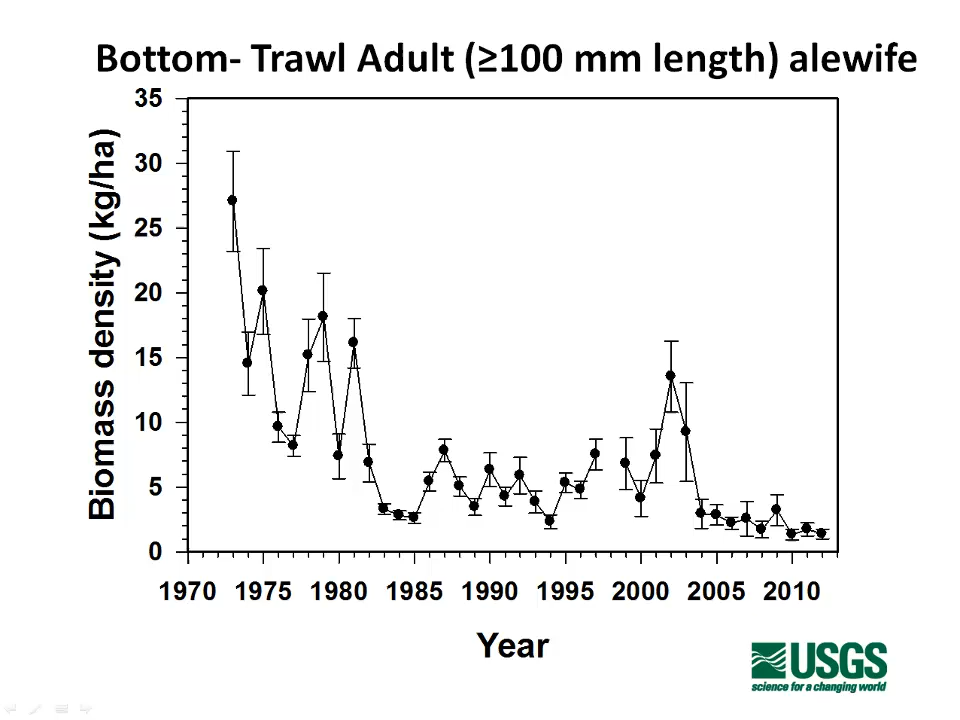 Bottom- Trawl Adult (≥100 mm length) alewife
Biomass density (kg/ha)
35
30
25
20
15
10
5
0
1970 1975 1980 1985 1990 1995 2000 2005 2010
Year
USGS
science for a changing world